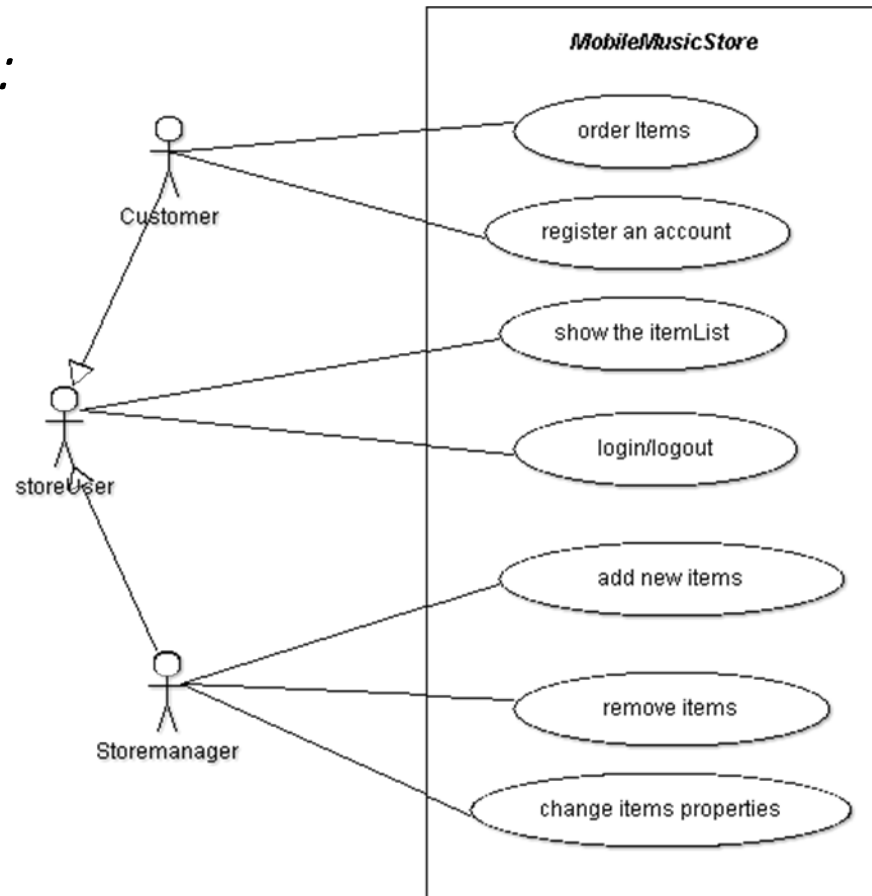 :
MobileMusicStore
order Items
Customer
register an account
show the itemList
login/logout
storeUser
add new items
remove items
Storemanager
change items properties